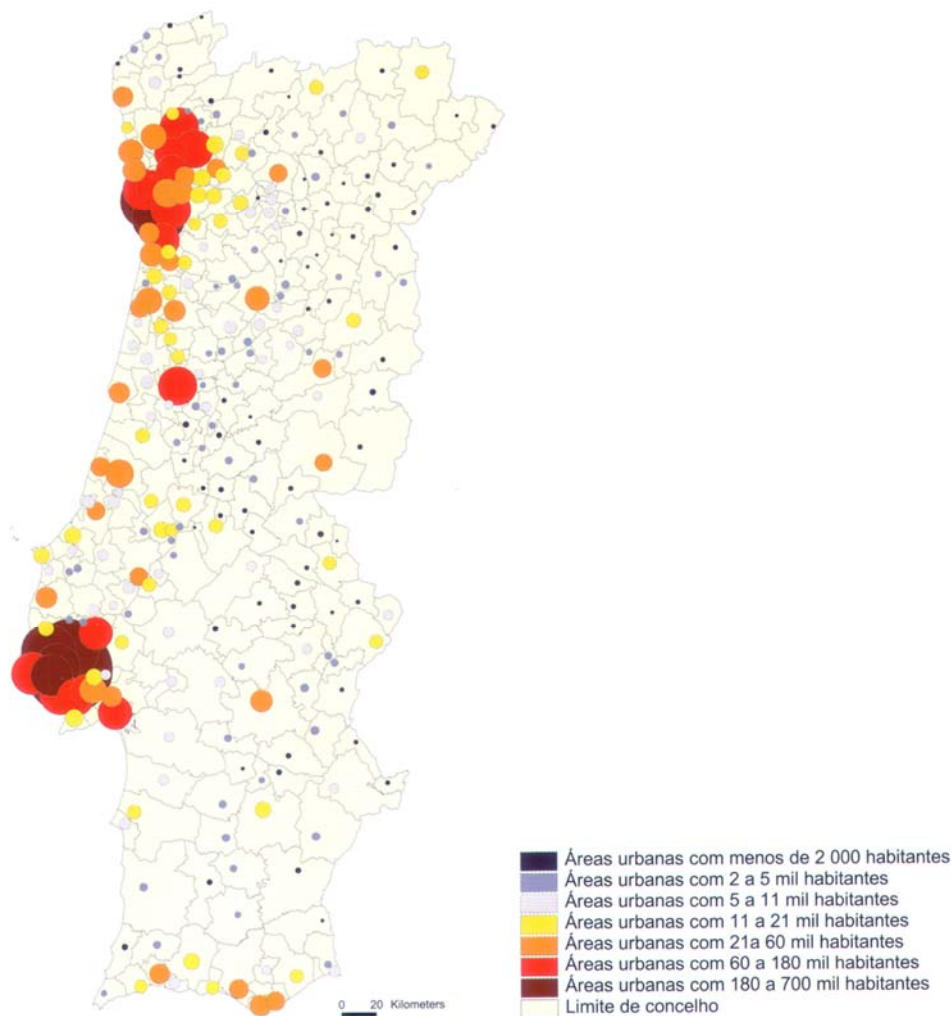 Áreas urbanas com menos de 2 000 habitantes
Áreas urbanas com 2 a 5 mil habitantes
Áreas urbanas com 5 a 11 mil habitantes
Áreas urbanas com 11 a 21 mil habitantes
Áreas urbanas com 21a 60 mil habitantes
Áreas urbanas com 60 a 180 mil habitantes
Áreas urbanas com 180 a 700 mil habitantes
0 20 Kilometers
Limite de concelho